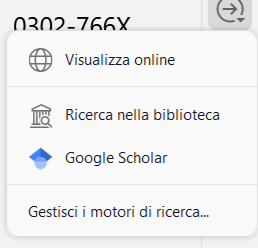 0302-766X
Visualizza online
Ricerca nella biblioteca
Google Scholar
Gestisci i motori di ricerca...